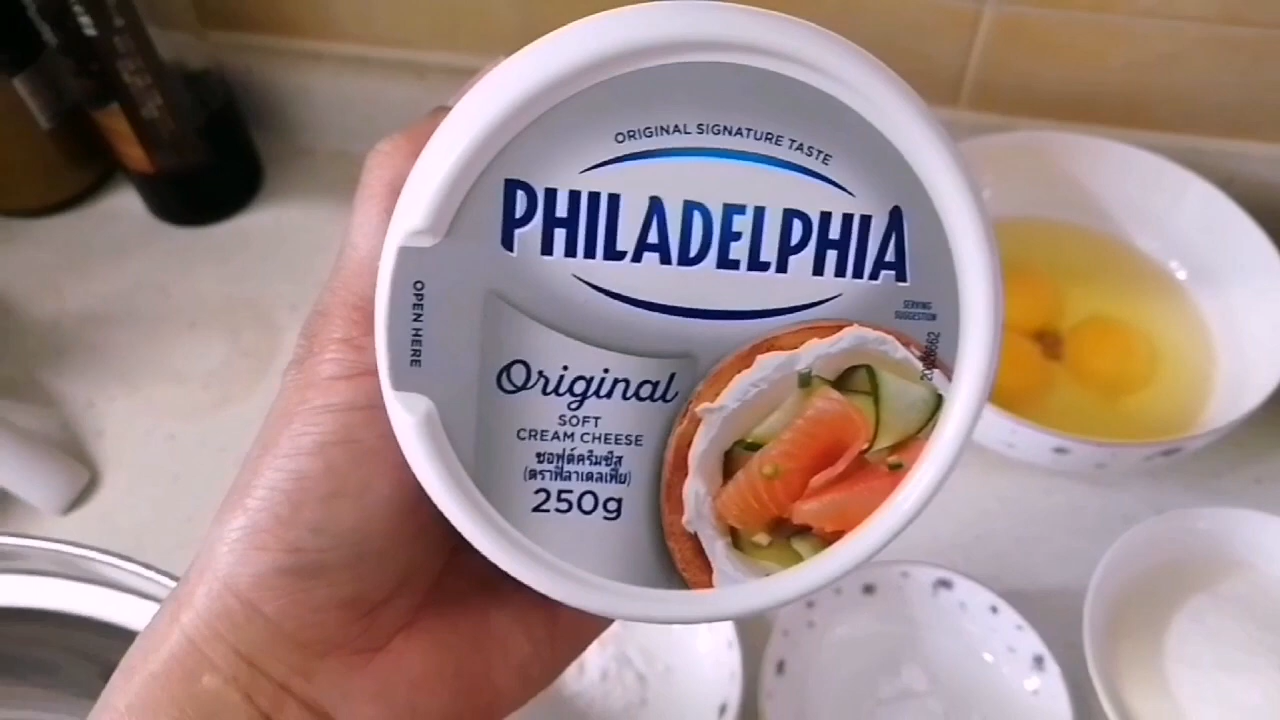 ORIGINAL SIGNATURE TASTE
PHILADELPHIA
OPEN HERE
SERVING
SUGGESTION
Original
SOFT
CREAM CHEESE
ซอฟต์ครีมชีส
(ตราฟิลาเดลเฟีย)
250g